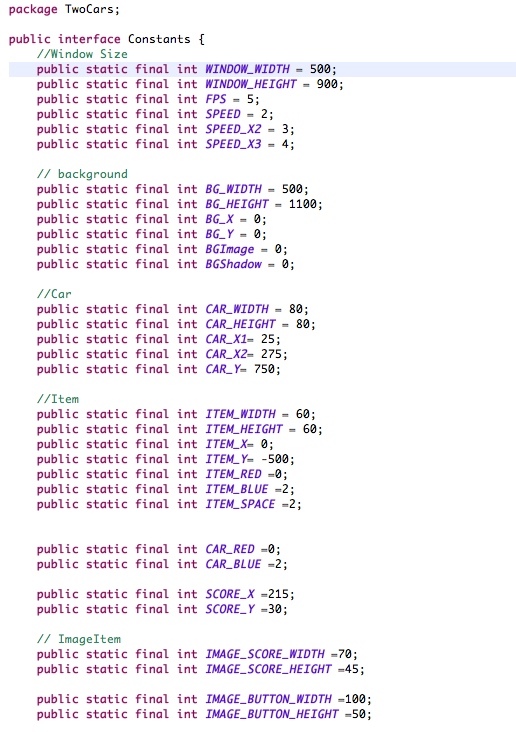 package TwoCars;
public interface Constants {
//Window Size
public static final int WINDOW_WIDTH = 500;
public static final int WINDOW_HEIGHT = 900;
public static final int FPS = 5;
public static final int SPEED = 2;
public static final int SPEED_X2 = 3;
public static final int SPEED_X3 = 4;
// background
public static final int BG_WIDTH = 500;
public static final int BG_HEIGHT = 1100;
public static final int BG_X = 0;
public static final int BG_Y = 0;
public static final int BGImage = 0;
public static final int BGShadow = 0;
//Car
public static final int CAR_WIDTH = 80;
public static final int CAR_HEIGHT = 80;
public static final int CAR_X1= 25;
public static final int CAR_X2= 275;
public static final int CAR_Y= 750;
//Item
public static final int ITEM_WIDTH = 60;
public static final int ITEM_HEIGHT = 60;
public static final int ITEM_X= 0;
public static final int ITEM_Y= -500;
public static final int ITEM_RED =0;
public static final int ITEM_BLUE =2;
public static final int ITEM_SPACE =2;
public static final int CAR_RED =0;
public static final int CAR_BLUE =2;
public static final int SCORE_X =215;
public static final int SCORE_Y =30;
// ImageItem
public static final int IMAGE_SCORE_WIDTH =70;
public static final int IMAGE_SCORE_HEIGHT =45;
public static final int IMAGE_BUTTON_WIDTH =100;
public static final int IMAGE_BUTTON_HEIGHT =50;